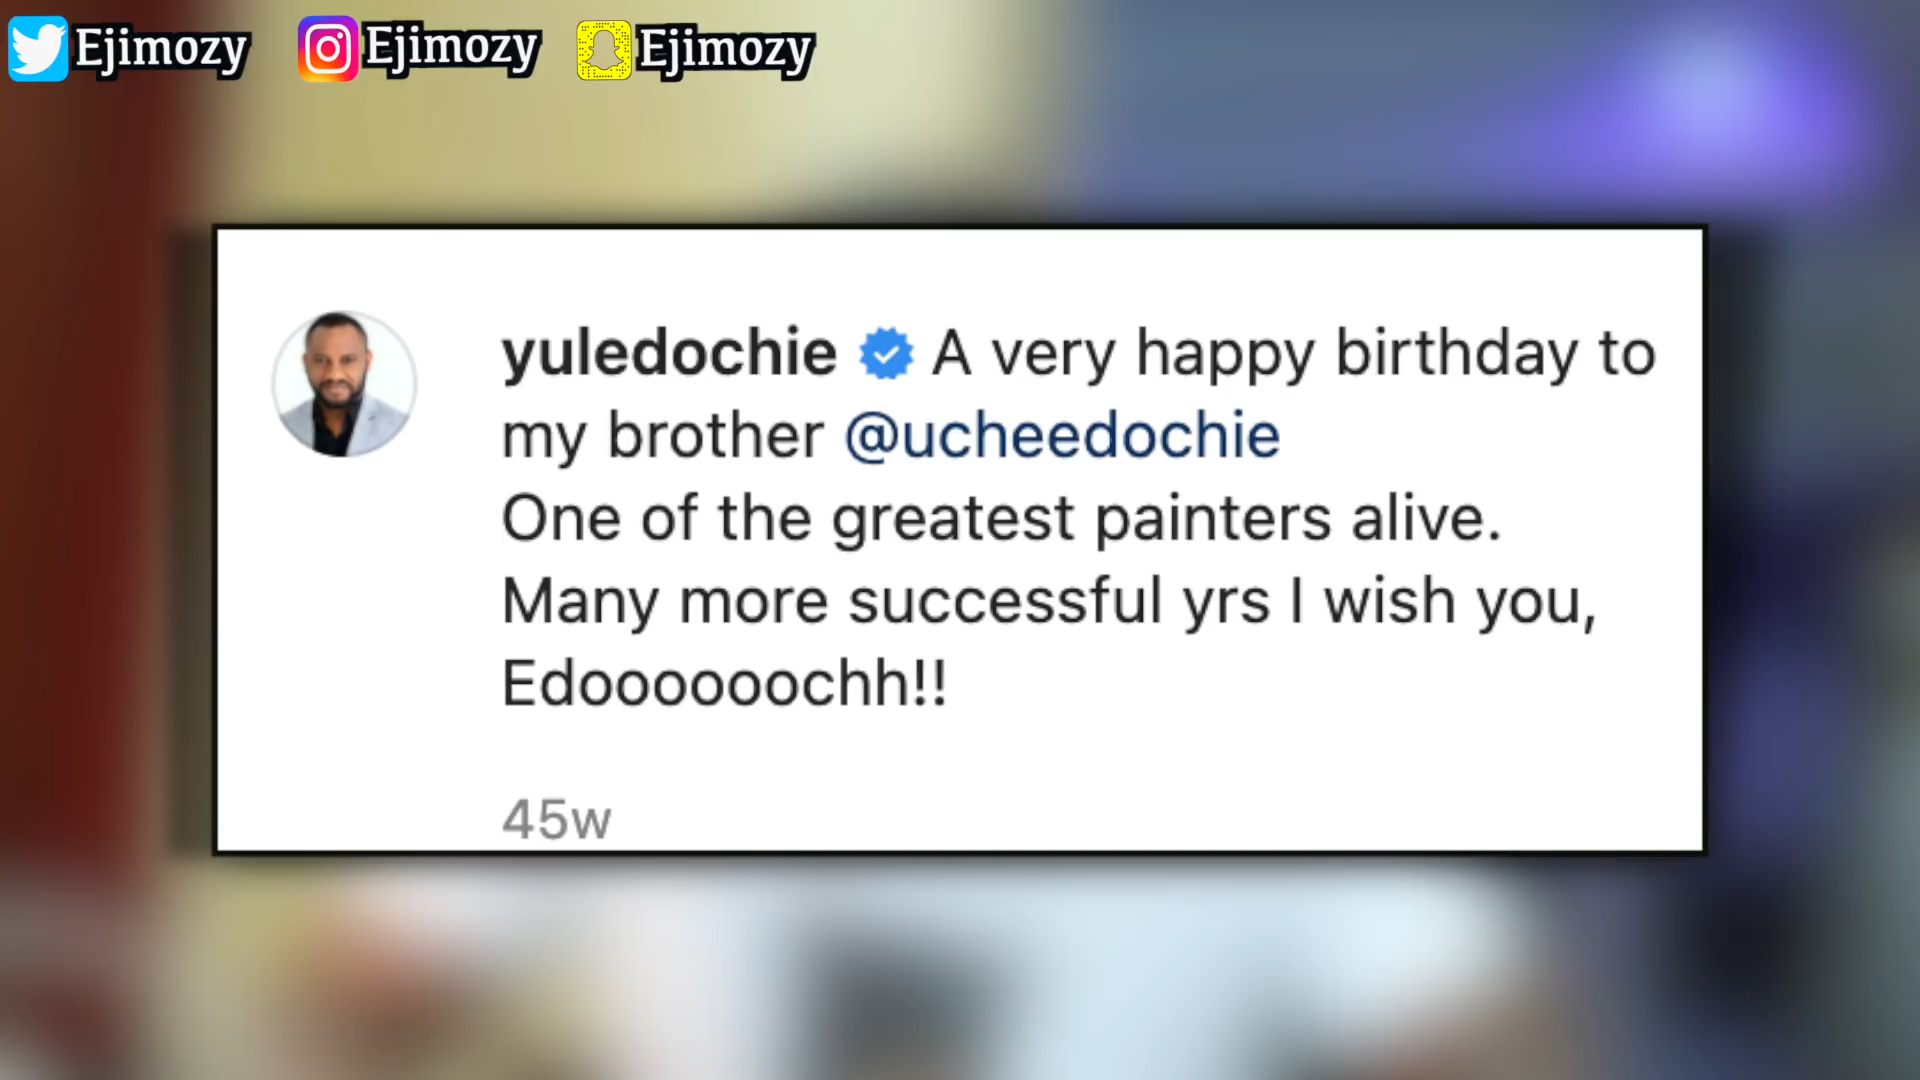 Ejimozy Ejimozy Ejimozy
yuledochie A very happy birthday to
my brother @ucheedochie
One of the greatest painters alive.
Many more successful yrs I wish you,
Edooooooochh!!
45w